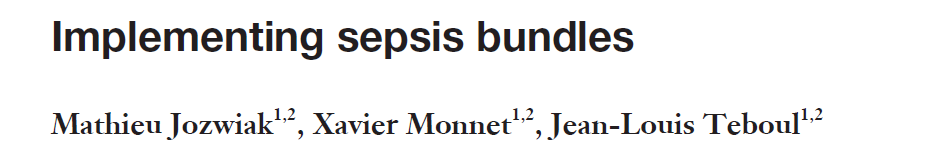 Implementing sepsis bundles
Mathieu Jozwiak1,2, Xavier Monnet1,2, Jean-Louis Teboul1,2